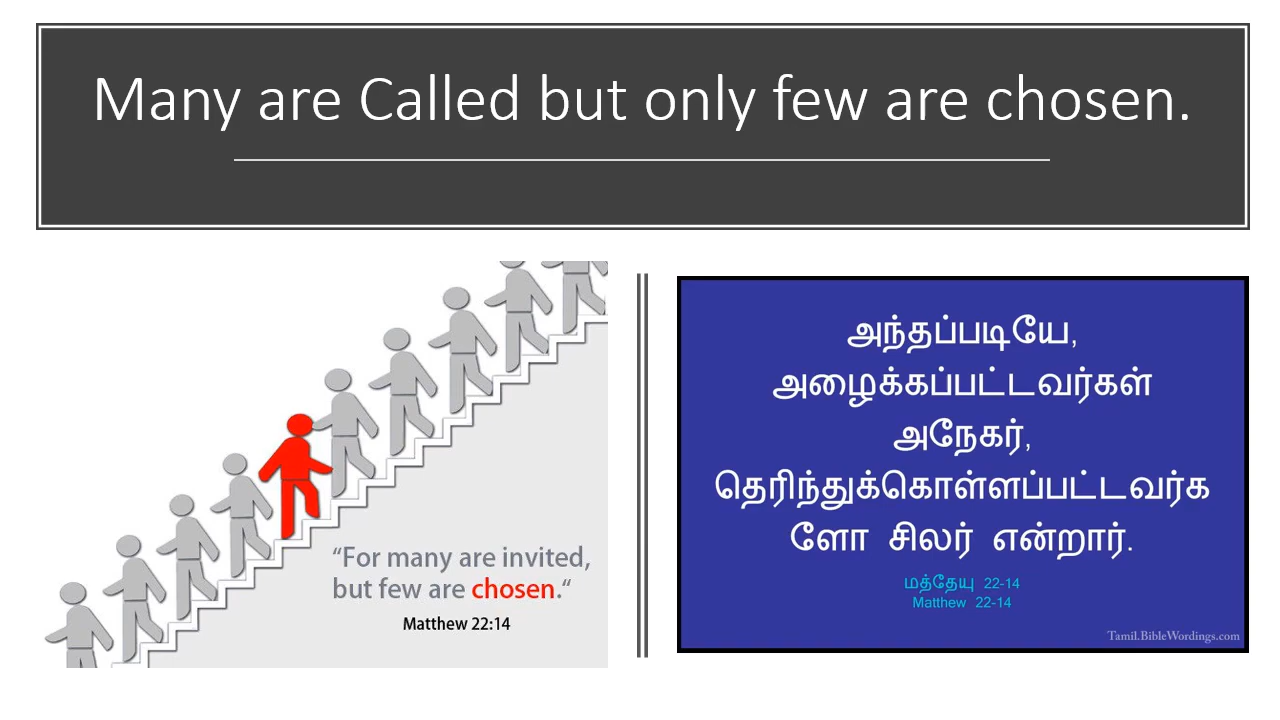 Many are Called but only few are chosen.
“For many are invited,
but few are chosen.“
Matthew 22:14
அந்தப்படியே,
அழைக்கப்பட்டவர்கள்
அநேகர்,
தெரிந்துக்கொள்ளப்பட்டவர்க
ளோ சிலர் என்றார்.
மத்தேயு 22-14
Matthew 22-14
Tamil.BibleWordings.com